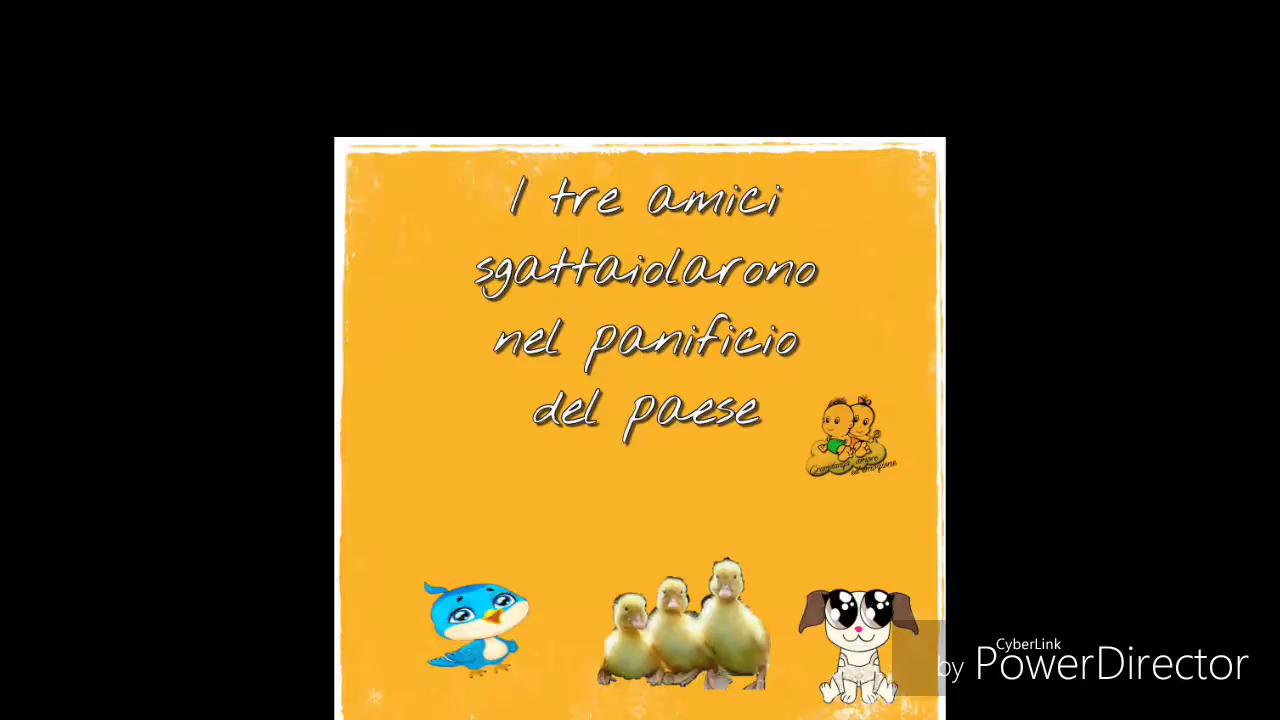 I tre amici
sgattaiolarono
nel panificio
del paese
CyberLink
by PowerDirector